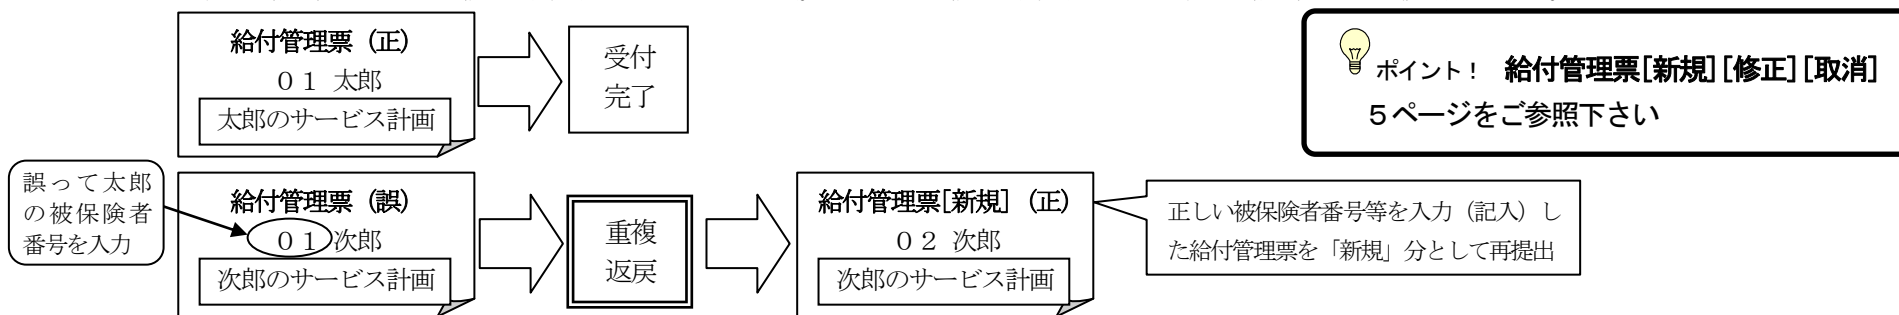 給付管理票（正）
０１ 太郎
太郎のサービス計画
受付
完了
ポイント！ 給付管理票[新規][修正][取消]
５ページをご参照下さい
誤って太郎
の被保険者
番号を入力
給付管理票（誤）
０１ 次郎
次郎のサービス計画
重複
返戻
給付管理票[新規]（正）
０２ 次郎
次郎のサービス計画
正しい被保険者番号等を入力（記入）し
た給付管理票を「新規」分として再提出